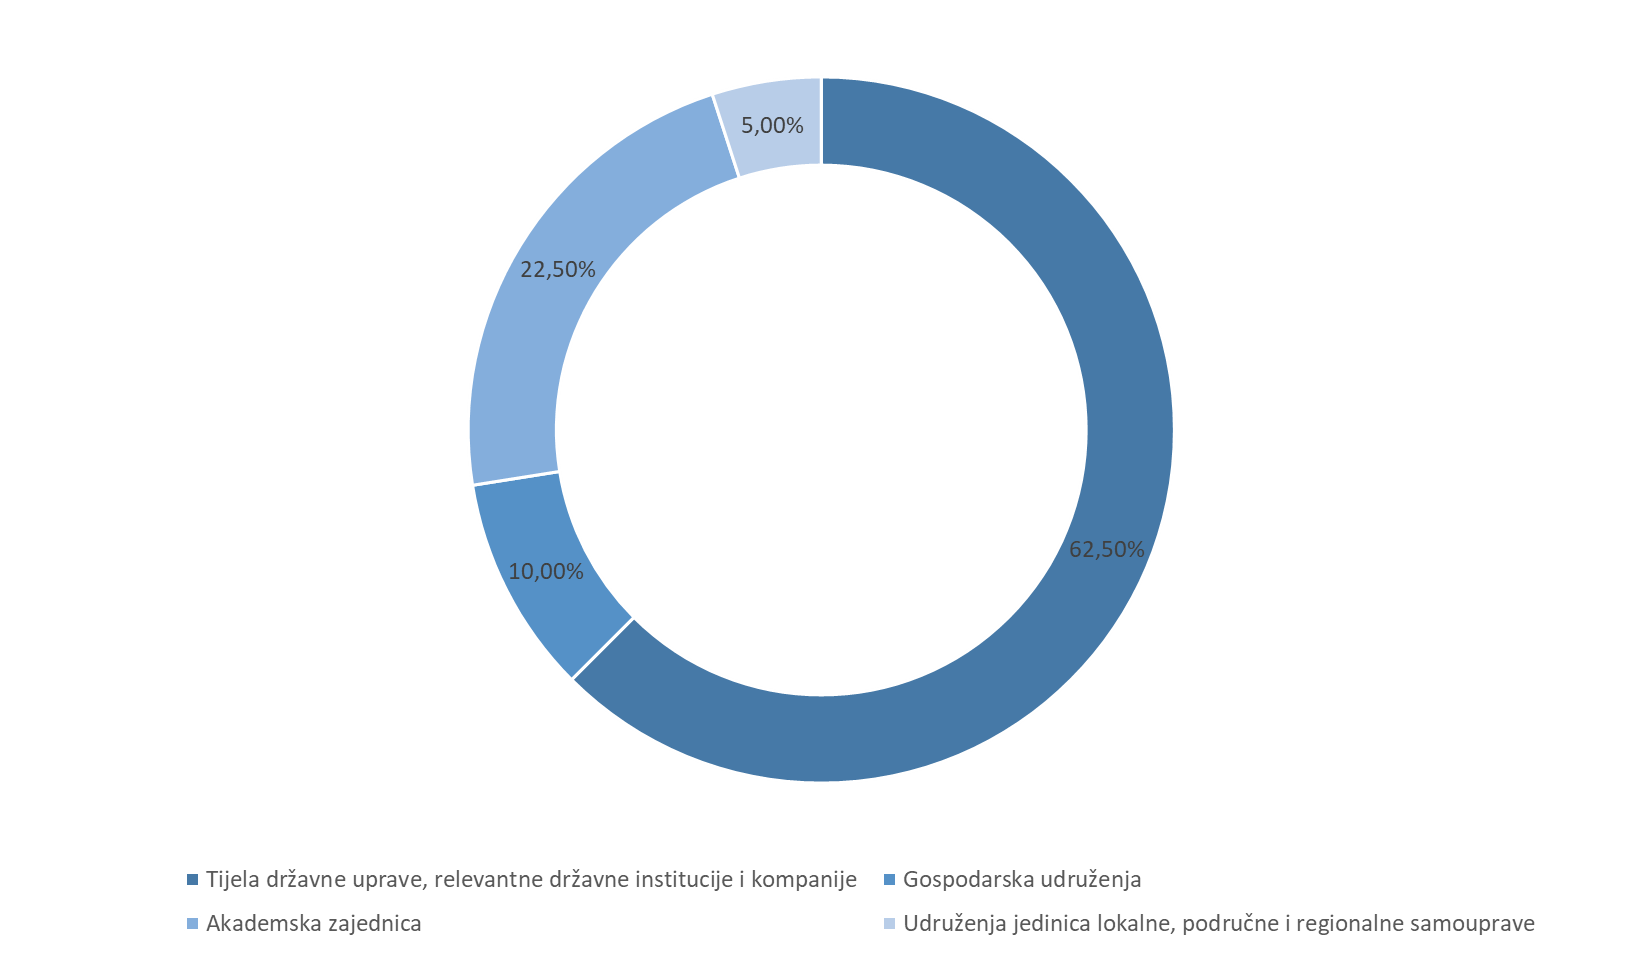 5,00%
22,50%
62,50%
10,00%
Tijela državne uprave, relevantne državne institucije i kompanije
Gospodarska udruženja
Akademska zajednica
Udruženja jedinica lokalne, područne i regionalne samouprave